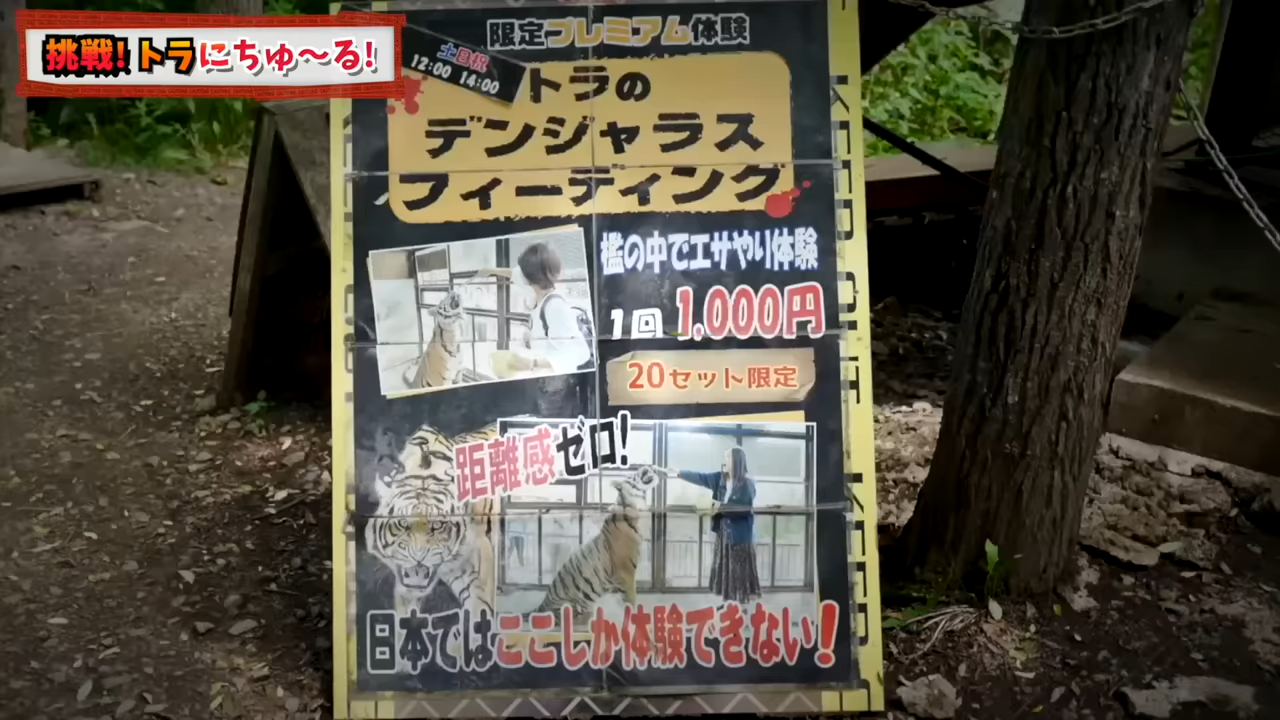 挑戦!トラにちゅ〜る!
限定プレミアム体験
土日祝
12:00 14:00
トラの
デンジャラス
フィーディング
檻の中でエサやり体験
1回 1,000円
20セット限定
距離感ゼロ!
日本ではここしか体験できない!
KEEP OUT KEEP